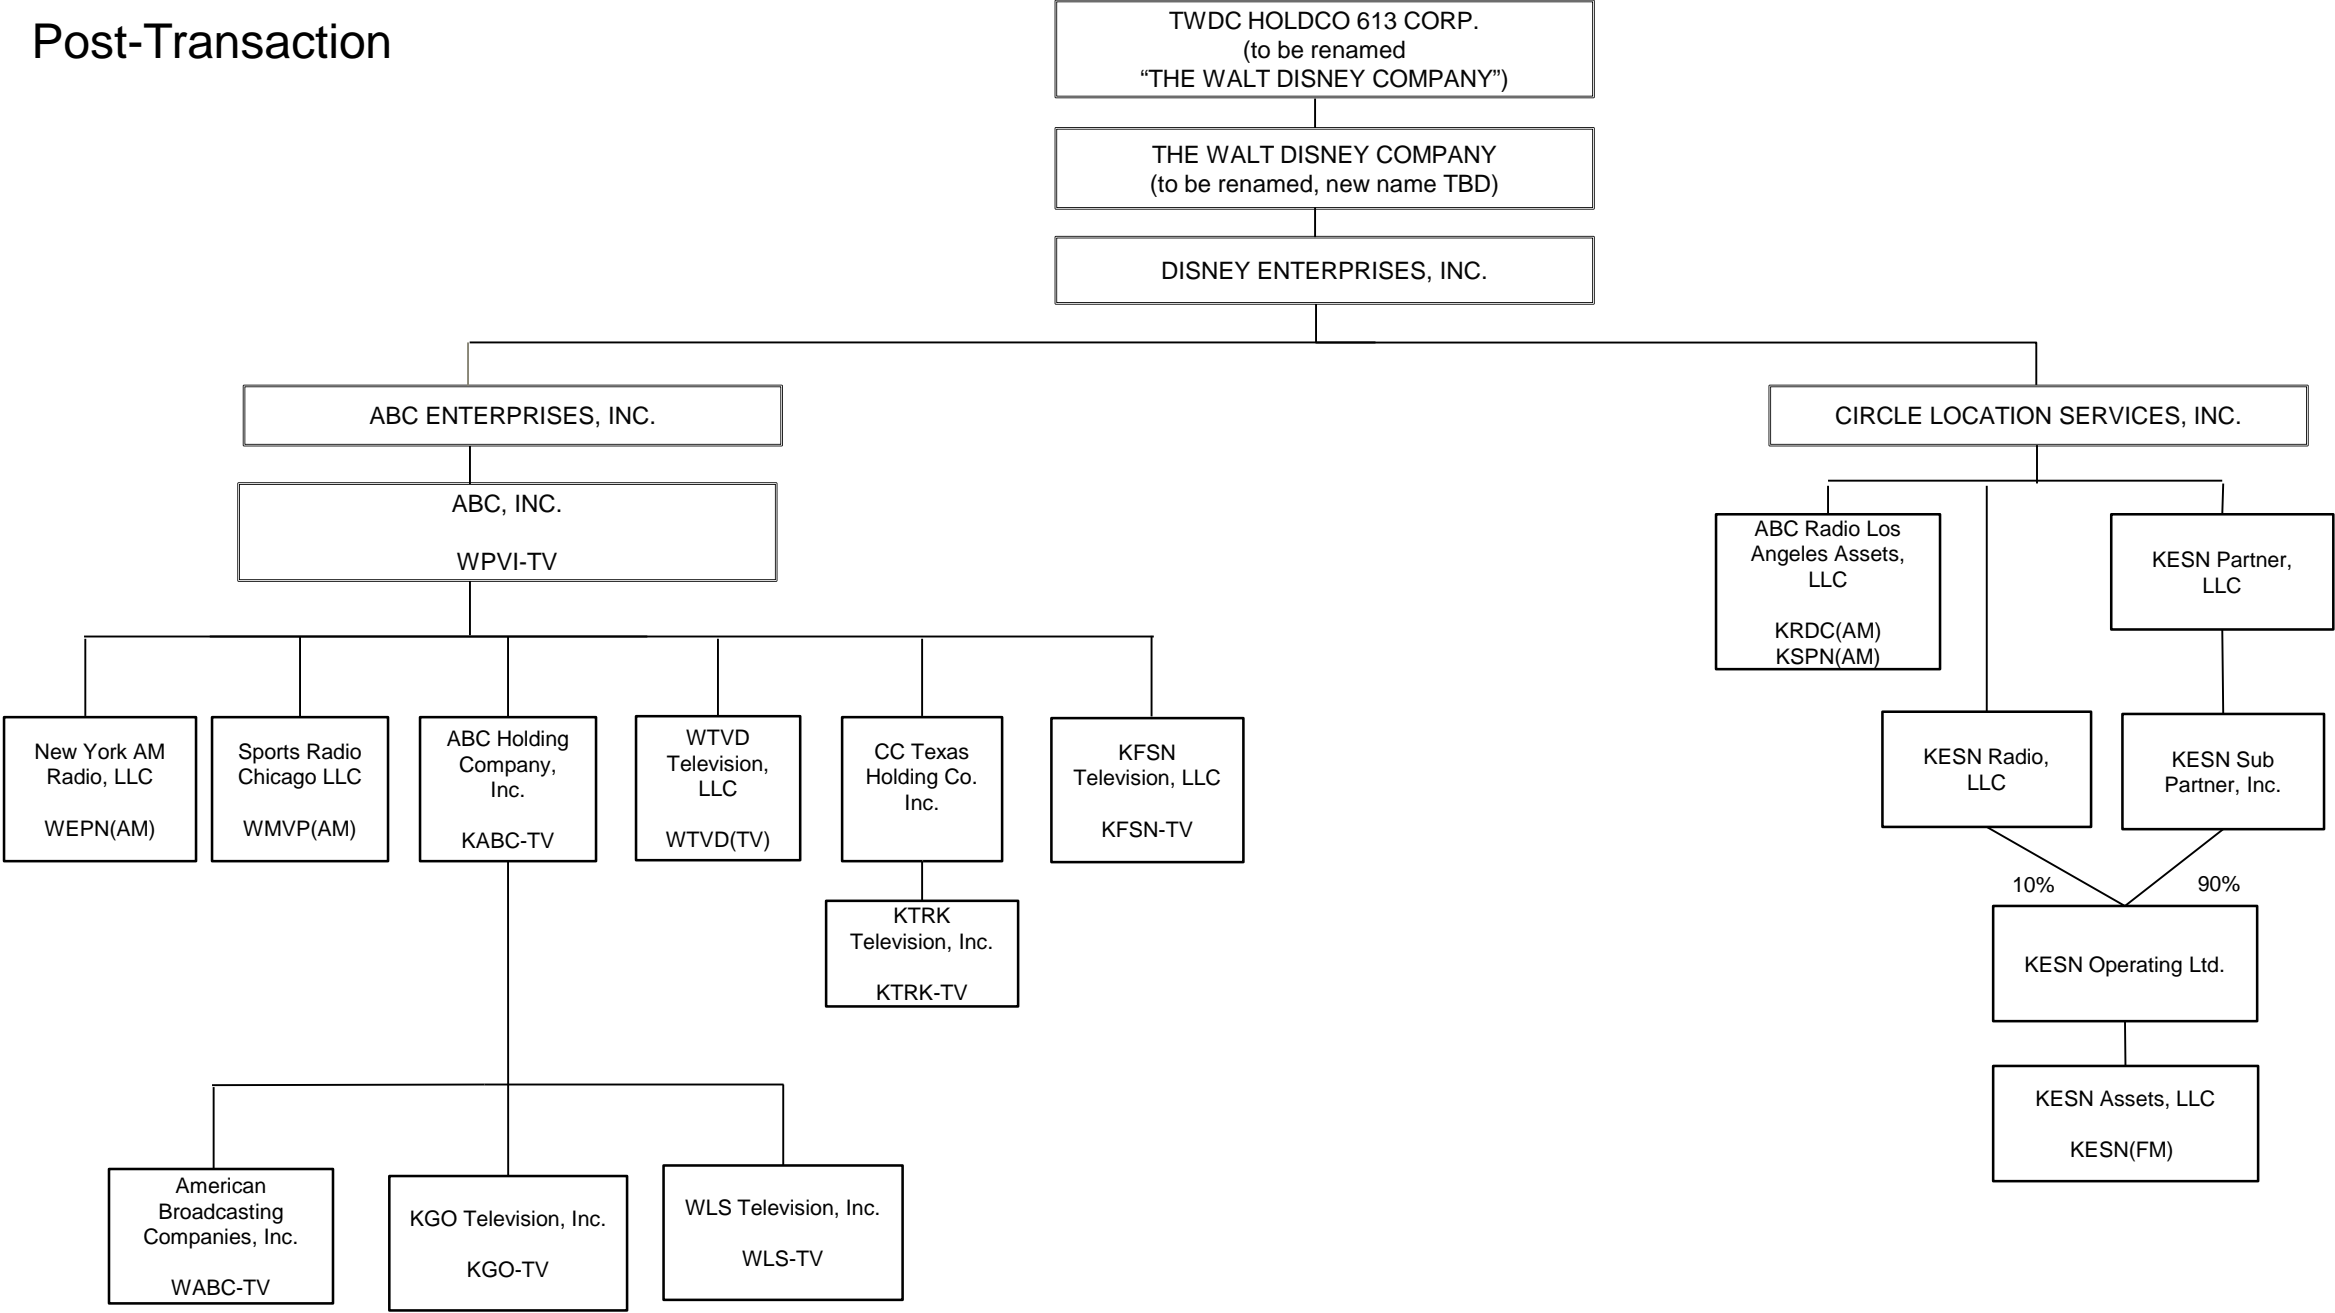 Post-Transaction
TWDC HOLDCO 613 CORP.
(to be renamed
“THE WALT DISNEY COMPANY”)
THE WALT DISNEY COMPANY
(to be renamed, new name TBD)
DISNEY ENTERPRISES, INC.
ABC ENTERPRISES, INC.
CIRCLE LOCATION SERVICES, INC.
ABC, INC.
WPVI-TV
ABC Radio Los
Angeles Assets,
LLC
KRDC(AM)
KSPN(AM)
KESN Partner,
LLC
New York AM
Radio, LLC
WEPN(AM)
Sports Radio
Chicago LLC
WMVP(AM)
ABC Holding
Company,
Inc.
KABC-TV
WTVD
Television,
LLC
WTVD(TV)
CC Texas
Holding Co.
Inc.
KFSN
Television, LLC
KFSN-TV
KESN Radio,
LLC
KESN Sub
Partner, Inc.
10%
90%
KTRK
Television, Inc.
KTRK-TV
KESN Operating Ltd.
KESN Assets, LLC
KESN(FM)
American
Broadcasting
Companies, Inc.
WABC-TV
KGO Television, Inc.
KGO-TV
WLS Television, Inc.
WLS-TV